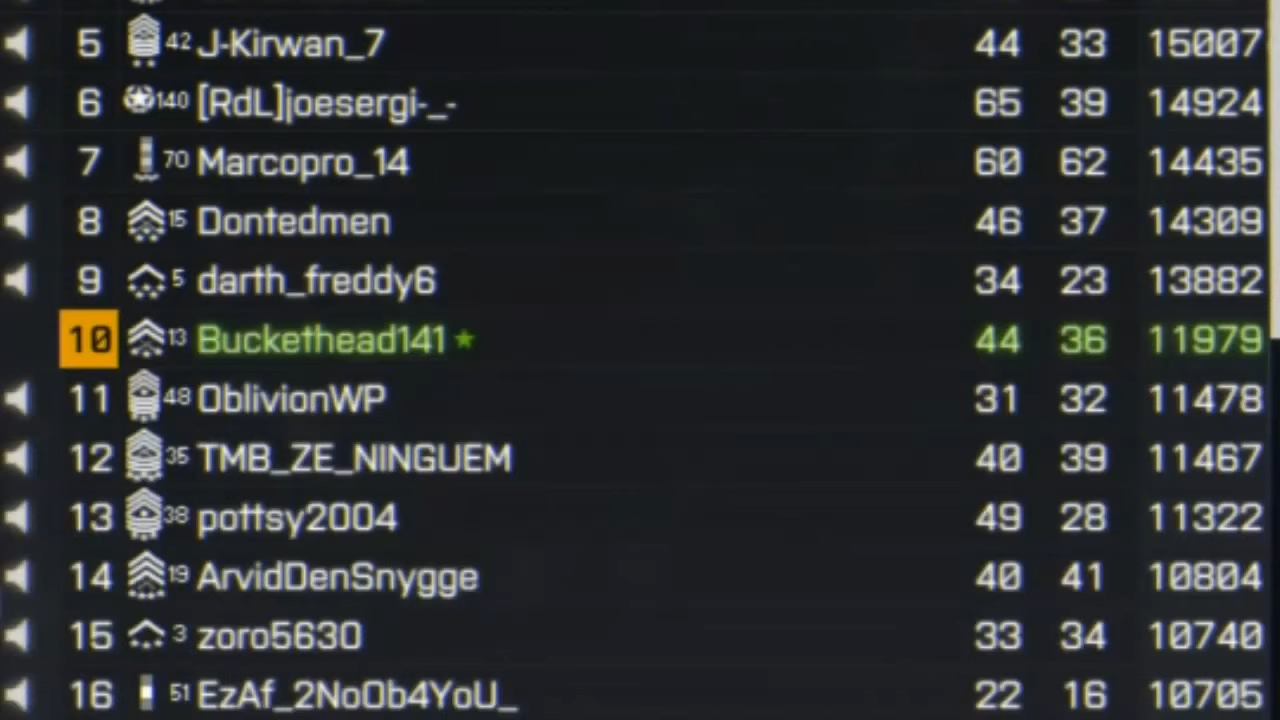 5 42 J-Kirwan_7 44 33 15007
6 140 [RdL]joesergi-_- 65 39 14924
7 70 Marcopro_14 60 62 14435
8 15 Dontedmen 46 37 14309
9 5 darth_freddy6 34 23 13882
10 13 Buckethead141 ★ 44 36 11979
11 48 OblivionWP 31 32 11478
12 35 TMB_ZE_NINGUEM 40 39 11467
13 38 pottsy2004 49 28 11322
14 19 ArvidDenSnygge 40 41 10804
15 3 zoro5630 33 34 10740
16 51 EzAf_2NoOb4YoU_ 22 16 10705